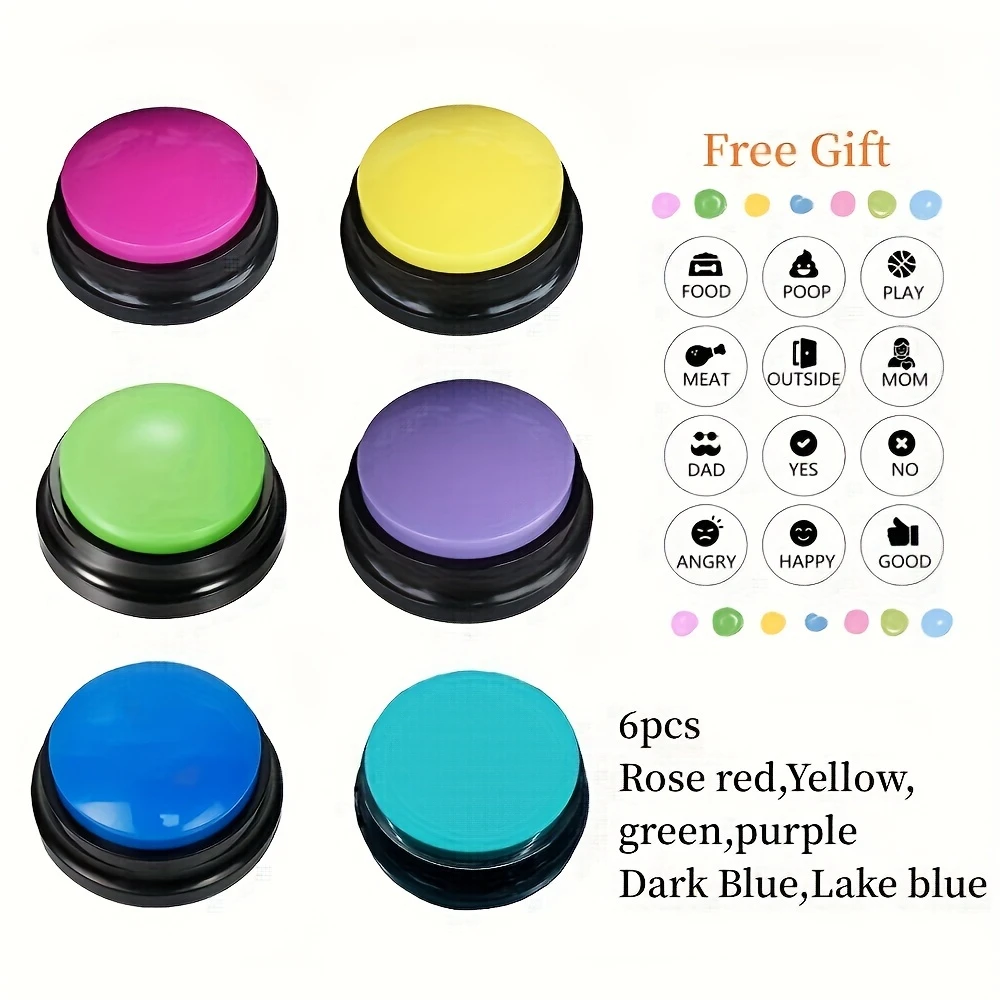 Free Gift
FOOD POOP PLAY
MEAT OUTSIDE MOM
DAD YES NO
ANGRY HAPPY GOOD
6pcs
Rose red,Yellow,
green,purple
Dark Blue,Lake blue